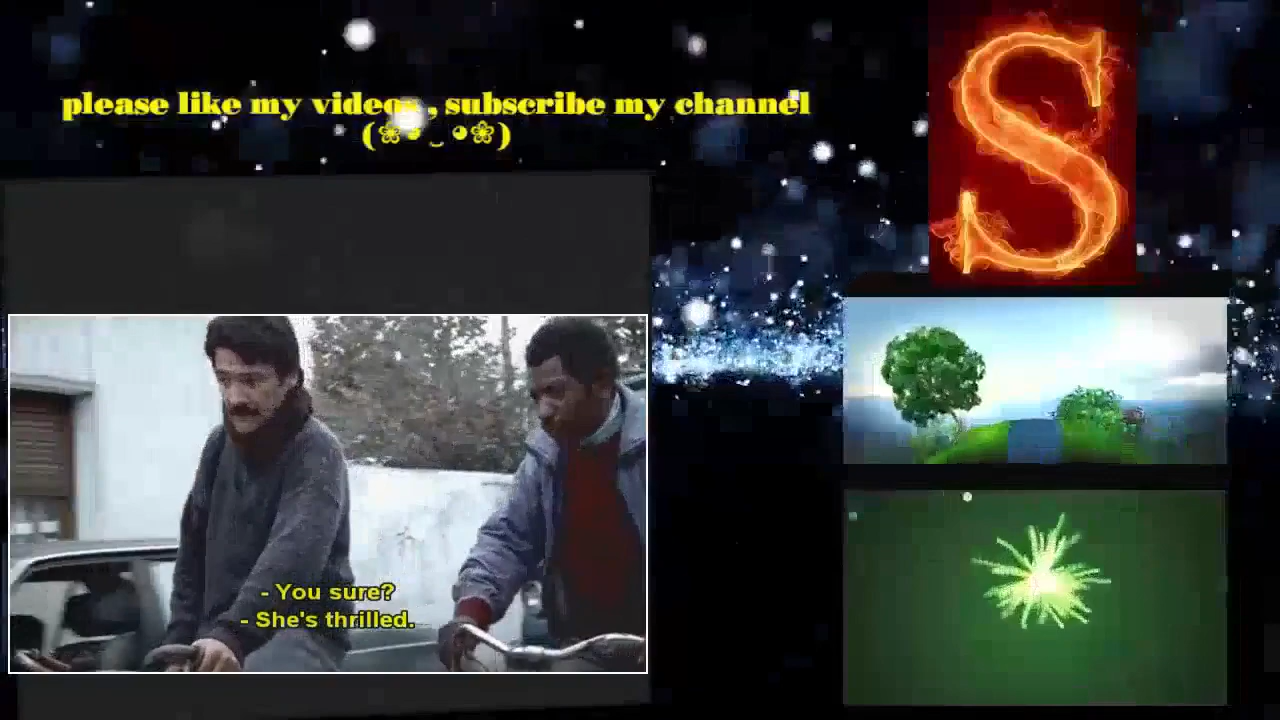 please like my videos , subscribe my channel
(❀◕ ‿ ◕❀)
S
- You sure?
- She's thrilled.